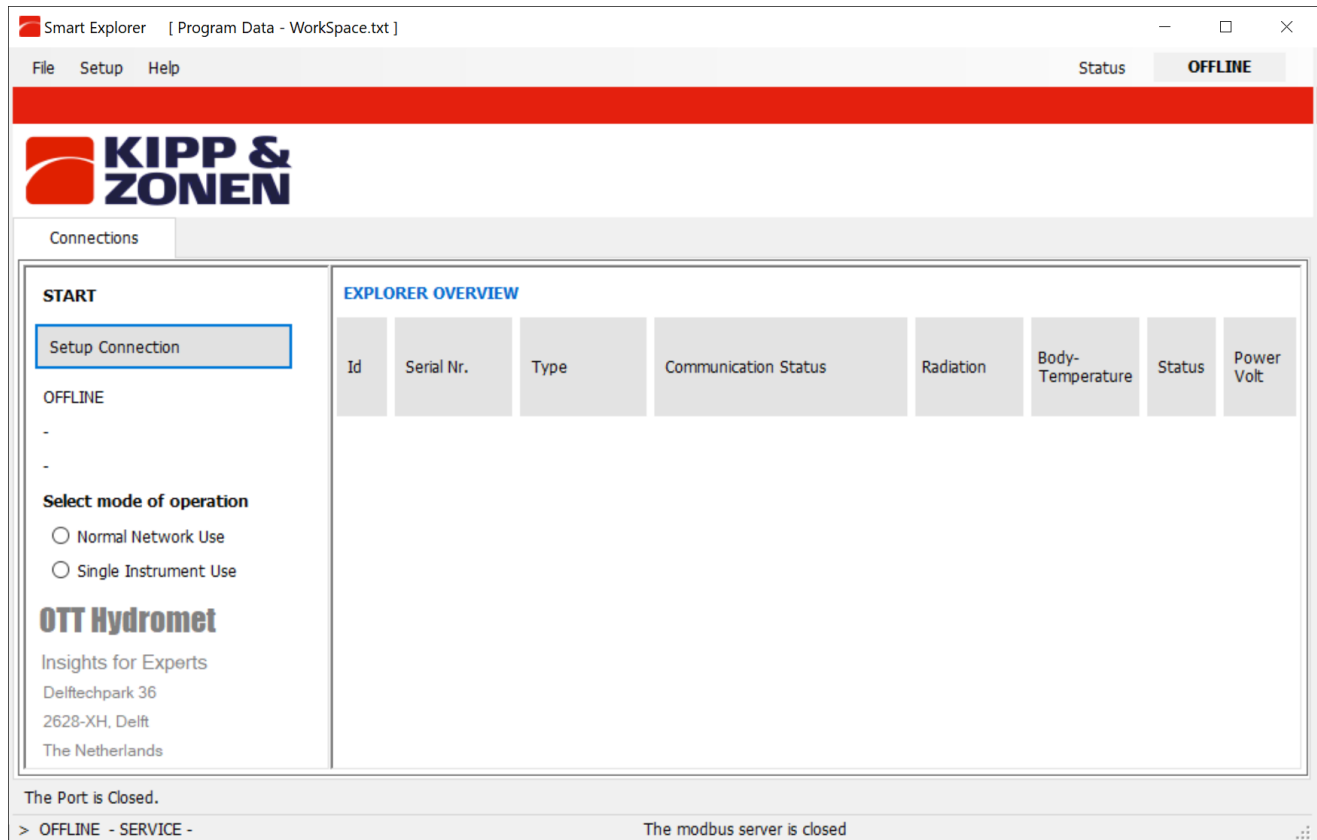 Smart Explorer [ Program Data - WorkSpace.txt ]
File Setup Help Status OFFLINE
KIPP &
ZONEN
Connections
START
Setup Connection
OFFLINE
-
-
Select mode of operation
Normal Network Use
Single Instrument Use
OTT Hydromet
Insights for Experts
Delftechpark 36
2628-XH, Delft
The Netherlands
EXPLORER OVERVIEW
Id Serial Nr. Type Communication Status Radiation Body-Temperature Status Power Volt
The Port is Closed.
> OFFLINE - SERVICE - The modbus server is closed